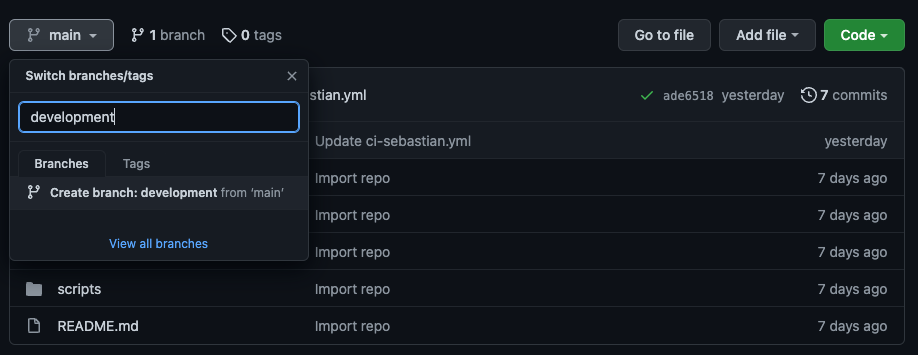 main
1 branch
0 tags
Go to file
Add file
Code
Switch branches/tags
development
Branches
Tags
Create branch: development from ‘main’
View all branches
stian.yml
ade6518 yesterday
7 commits
Update ci-sebastian.yml yesterday
Import repo 7 days ago
Import repo 7 days ago
Import repo 7 days ago
scripts Import repo 7 days ago
README.md Import repo 7 days ago